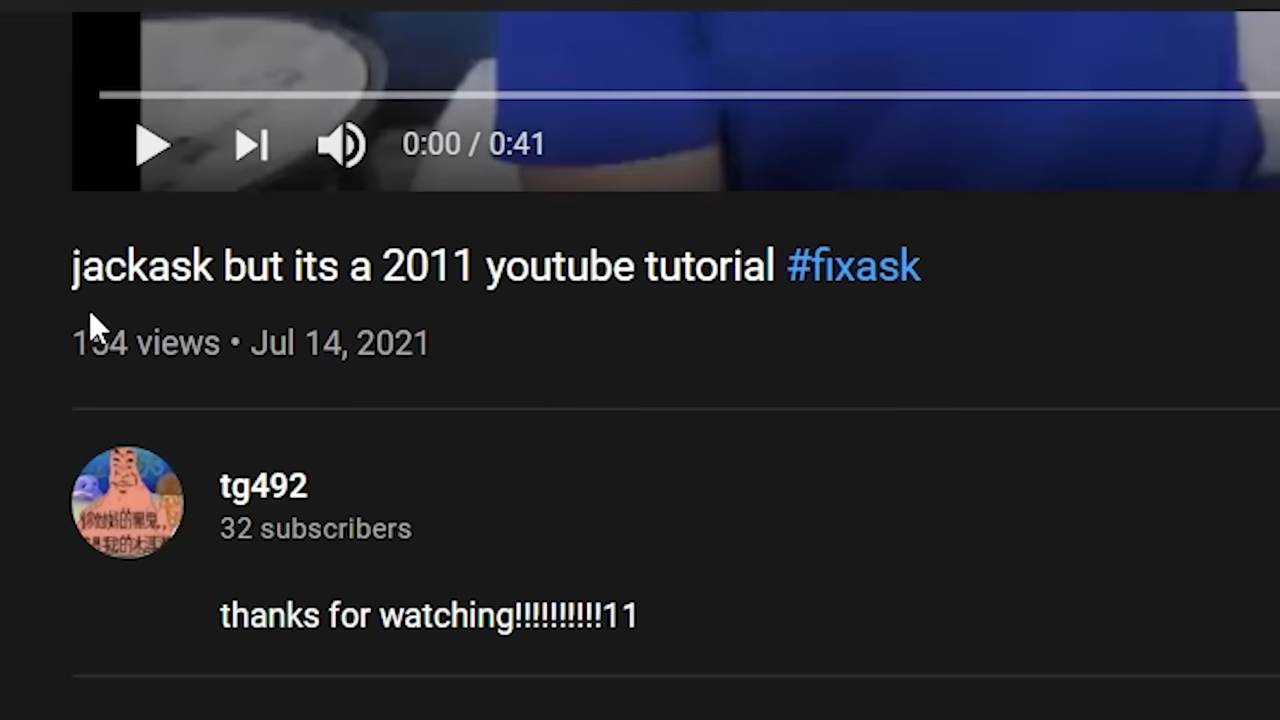 0:00 / 0:41
jackask but its a 2011 youtube tutorial #fixask
views • Jul 14, 2021
tg492
32 subscribers
thanks for watching!!!!!!!!!!11